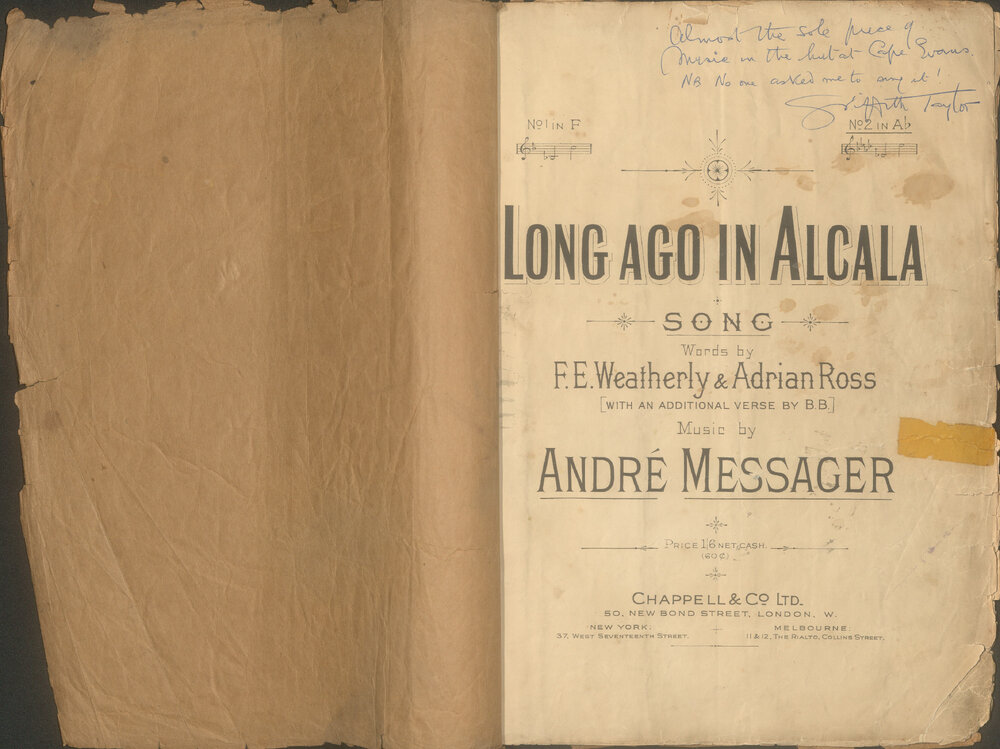 Almost the sole piece of
Music in the hut at Cape Evans.
NB No one asked me to sing it!
Griffith Taylor
No1 IN F
No2 IN A♭
LONG AGO IN ALCALA
SONG
Words by
F.E. Weatherly & Adrian Ross
[WITH AN ADDITIONAL VERSE BY B.B.]
Music by
ANDRÉ MESSAGER
PRICE 1/6 NET CASH.
(60¢)
CHAPPELL & CO LTD.
50, NEW BOND STREET, LONDON, W.
NEW YORK:
37, WEST SEVENTEENTH STREET.
MELBOURNE:
11 & 12, THE RIALTO, COLLINS STREET.